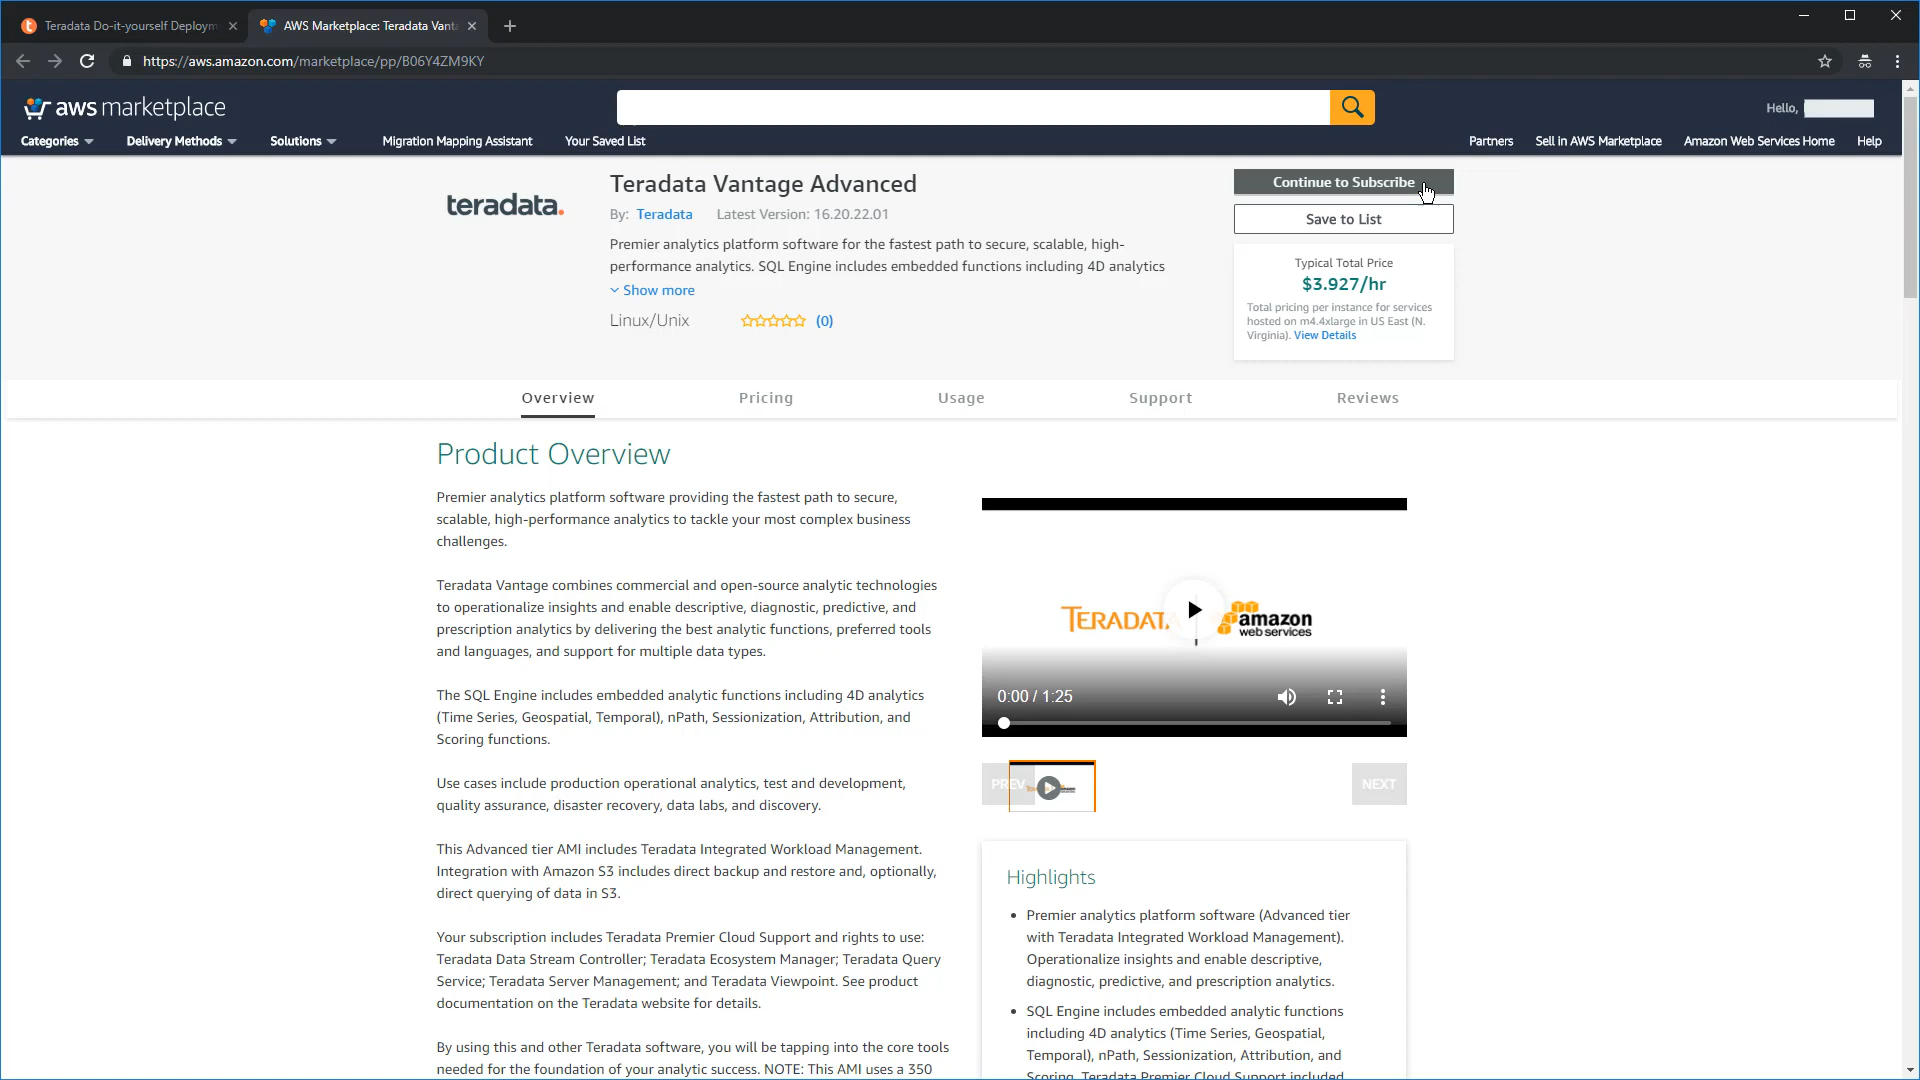 Teradata Do-it-yourself Deploym
AWS Marketplace: Teradata Vanta
https://aws.amazon.com/marketplace/pp/B06Y4ZM9KY
aws marketplace
Hello,
Categories
Delivery Methods
Solutions
Migration Mapping Assistant
Your Saved List
Partners
Sell in AWS Marketplace
Amazon Web Services Home
Help
teradata.
Teradata Vantage Advanced
By: Teradata
Latest Version: 16.20.22.01
Premier analytics platform software for the fastest path to secure, scalable, high-
performance analytics. SQL Engine includes embedded functions including 4D analytics
Show more
Linux/Unix
(0)
Continue to Subscribe
Save to List
Typical Total Price
$3.927/hr
Total pricing per instance for services
hosted on m4.4xlarge in US East (N.
Virginia). View Details
Overview
Pricing
Usage
Support
Reviews
Product Overview
Premier analytics platform software providing the fastest path to secure,
scalable, high-performance analytics to tackle your most complex business
challenges.
Teradata Vantage combines commercial and open-source analytic technologies
to operationalize insights and enable descriptive, diagnostic, predictive, and
prescription analytics by delivering the best analytic functions, preferred tools
and languages, and support for multiple data types.
The SQL Engine includes embedded analytic functions including 4D analytics
(Time Series, Geospatial, Temporal), nPath, Sessionization, Attribution, and
Scoring functions.
Use cases include production operational analytics, test and development,
quality assurance, disaster recovery, data labs, and discovery.
This Advanced tier AMI includes Teradata Integrated Workload Management.
Integration with Amazon S3 includes direct backup and restore and, optionally,
direct querying of data in S3.
Your subscription includes Teradata Premier Cloud Support and rights to use:
Teradata Data Stream Controller; Teradata Ecosystem Manager; Teradata Query
Service; Teradata Server Management; and Teradata Viewpoint. See product
documentation on the Teradata website for details.
By using this and other Teradata software, you will be tapping into the core tools
needed for the foundation of your analytic success. NOTE: This AMI uses a 350
TERADATA.
amazon
web services
0:00 / 1:25
PREV
NEXT
Highlights
• Premier analytics platform software (Advanced tier
with Teradata Integrated Workload Management).
Operationalize insights and enable descriptive,
diagnostic, predictive, and prescription analytics.
• SQL Engine includes embedded analytic functions
including 4D analytics (Time Series, Geospatial,
Temporal), nPath, Sessionization, Attribution, and
Scoring. Teradata Premier Cloud Support included